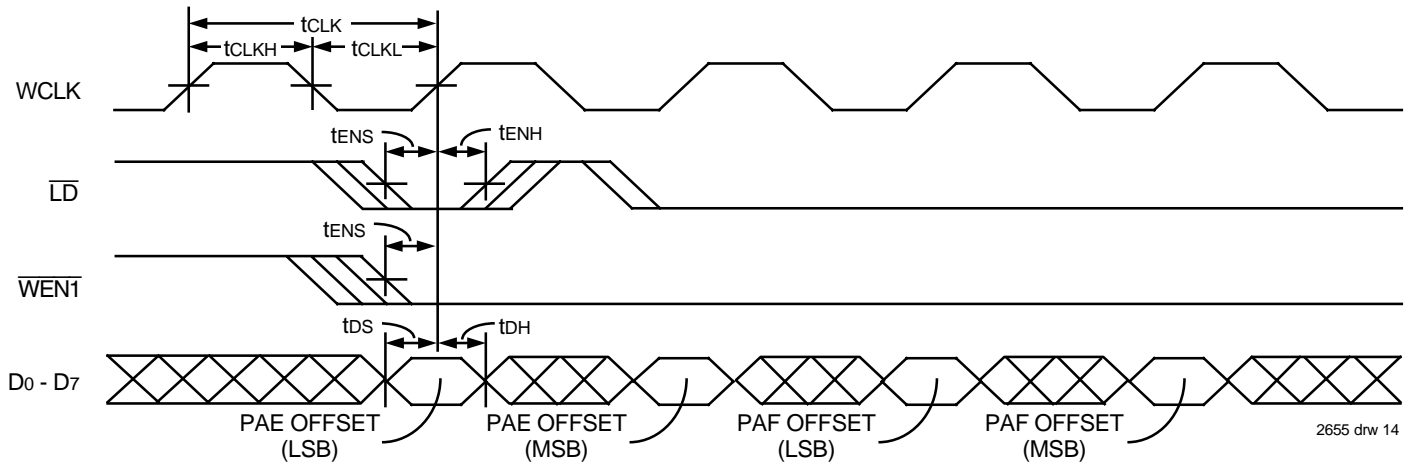 tCLK
tCLKH tCLKL
WCLK
tENS tENH
LD
tENS
WEN1
tDS tDH
D0 - D7
PAE OFFSET (LSB)
PAE OFFSET (MSB)
PAF OFFSET (LSB)
PAF OFFSET (MSB)
2655 drw 14